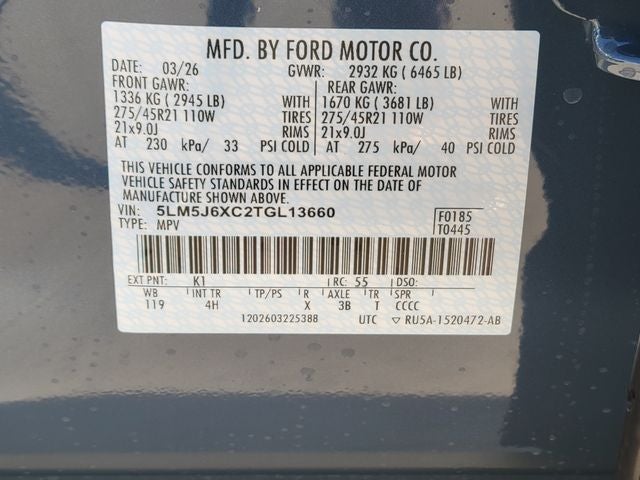 MFD. BY FORD MOTOR CO.
DATE: 03/26 GVWR: 2932 KG ( 6465 LB)
FRONT GAWR: REAR GAWR:
1336 KG ( 2945 LB) WITH 1670 KG ( 3681 LB) WITH
275/45R21 110W TIRES 275/45R21 110W TIRES
21x9.0J RIMS 21x9.0J RIMS
AT 230 kPa/ 33 PSI COLD AT 275 kPa/ 40 PSI COLD
THIS VEHICLE CONFORMS TO ALL APPLICABLE FEDERAL MOTOR
VEHICLE SAFETY STANDARDS IN EFFECT ON THE DATE OF
MANUFACTURE SHOWN ABOVE.
VIN: 5LM5J6XC2TGL13660 F0185
TYPE: MPV T0445
EXT PNT: K1 RC: 55 DSO:
WB INT TR TP/PS R AXLE TR SPR
119 4H X 3B T CCCC
1202603225388 UTC ▽ RU5A-1520472-AB